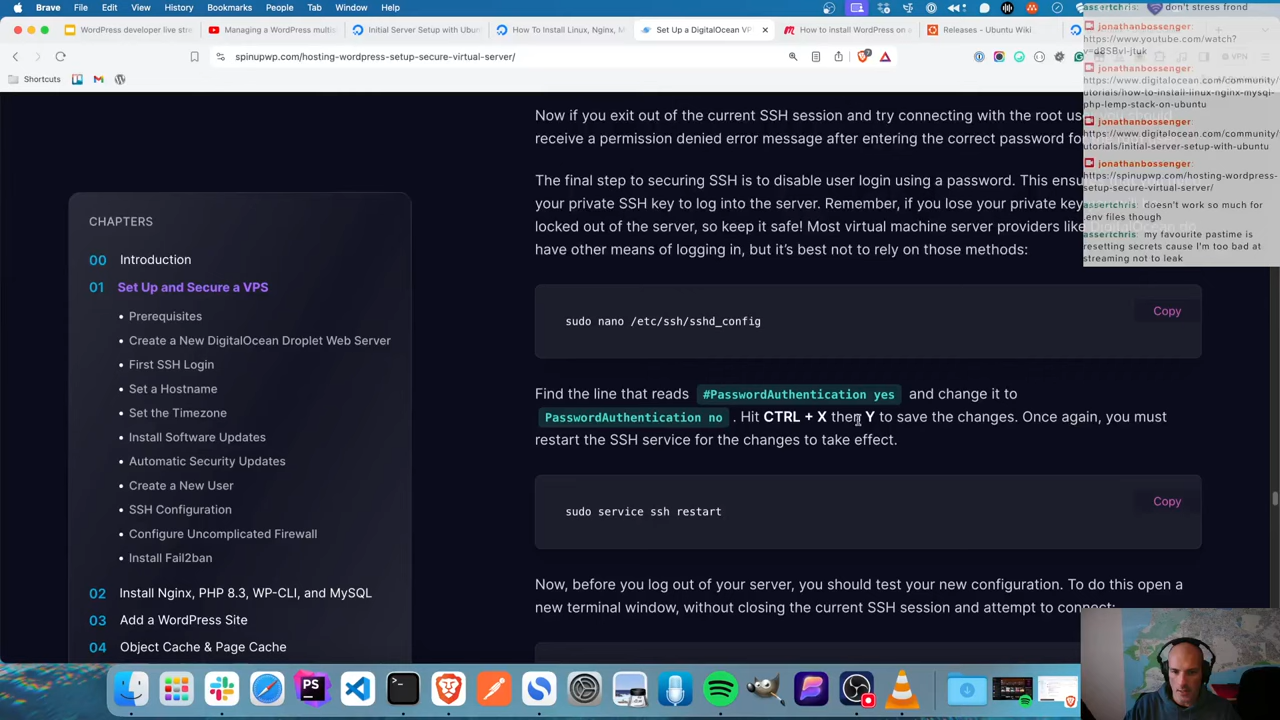 Brave File Edit View History Bookmarks People Tab Window Help
WordPress developer live stre
Managing a WordPress multis
Initial Server Setup with Ubun
How To Install Linux, Nginx, M
Set Up a DigitalOcean VP
How to install WordPress on a
Releases - Ubuntu Wiki
spinupwp.com/hosting-wordpress-setup-secure-virtual-server/
VPN
Shortcuts
Now if you exit out of the current SSH session and try connecting with the root us
receive a permission denied error message after entering the correct password fo
The final step to securing SSH is to disable user login using a password. This ensu
your private SSH key to log into the server. Remember, if you lose your private key
locked out of the server, so keep it safe! Most virtual machine server providers like
have other means of logging in, but it's best not to rely on those methods:
sudo nano /etc/ssh/sshd_config
Copy
Find the line that reads #PasswordAuthentication yes and change it to
PasswordAuthentication no . Hit CTRL + X then Y to save the changes. Once again, you must
restart the SSH service for the changes to take effect.
sudo service ssh restart
Copy
Now, before you log out of your server, you should test your new configuration. To do this open a
new terminal window, without closing the current SSH session and attempt to connect:
CHAPTERS
00 Introduction
01 Set Up and Secure a VPS
• Prerequisites
• Create a New DigitalOcean Droplet Web Server
• First SSH Login
• Set a Hostname
• Set the Timezone
• Install Software Updates
• Automatic Security Updates
• Create a New User
• SSH Configuration
• Configure Uncomplicated Firewall
• Install Fail2ban
02 Install Nginx, PHP 8.3, WP-CLI, and MySQL
03 Add a WordPress Site
04 Object Cache & Page Cache
assertchris: don't stress frond
jonathanbossenger:
https://www.youtube.com/watch?
jonathanbossenger:
https://www.digitalocean.com/community/
utorials/how-to-install-linux-nginx-mysql-
php-lemp-stack-on-ubuntu
jonathanbossenger:
https://www.digitalocean.com/community/
utorials/initial-server-setup-with-ubuntu
jonathanbossenger:
https://spinupwp.com/hosting-wordpress-
setup-secure-virtual-server/
assertchris: doesn't work so much for
.env files though
assertchris: my favourite pastime is
resetting secrets cause I'm too bad at
streaming not to leak
PS